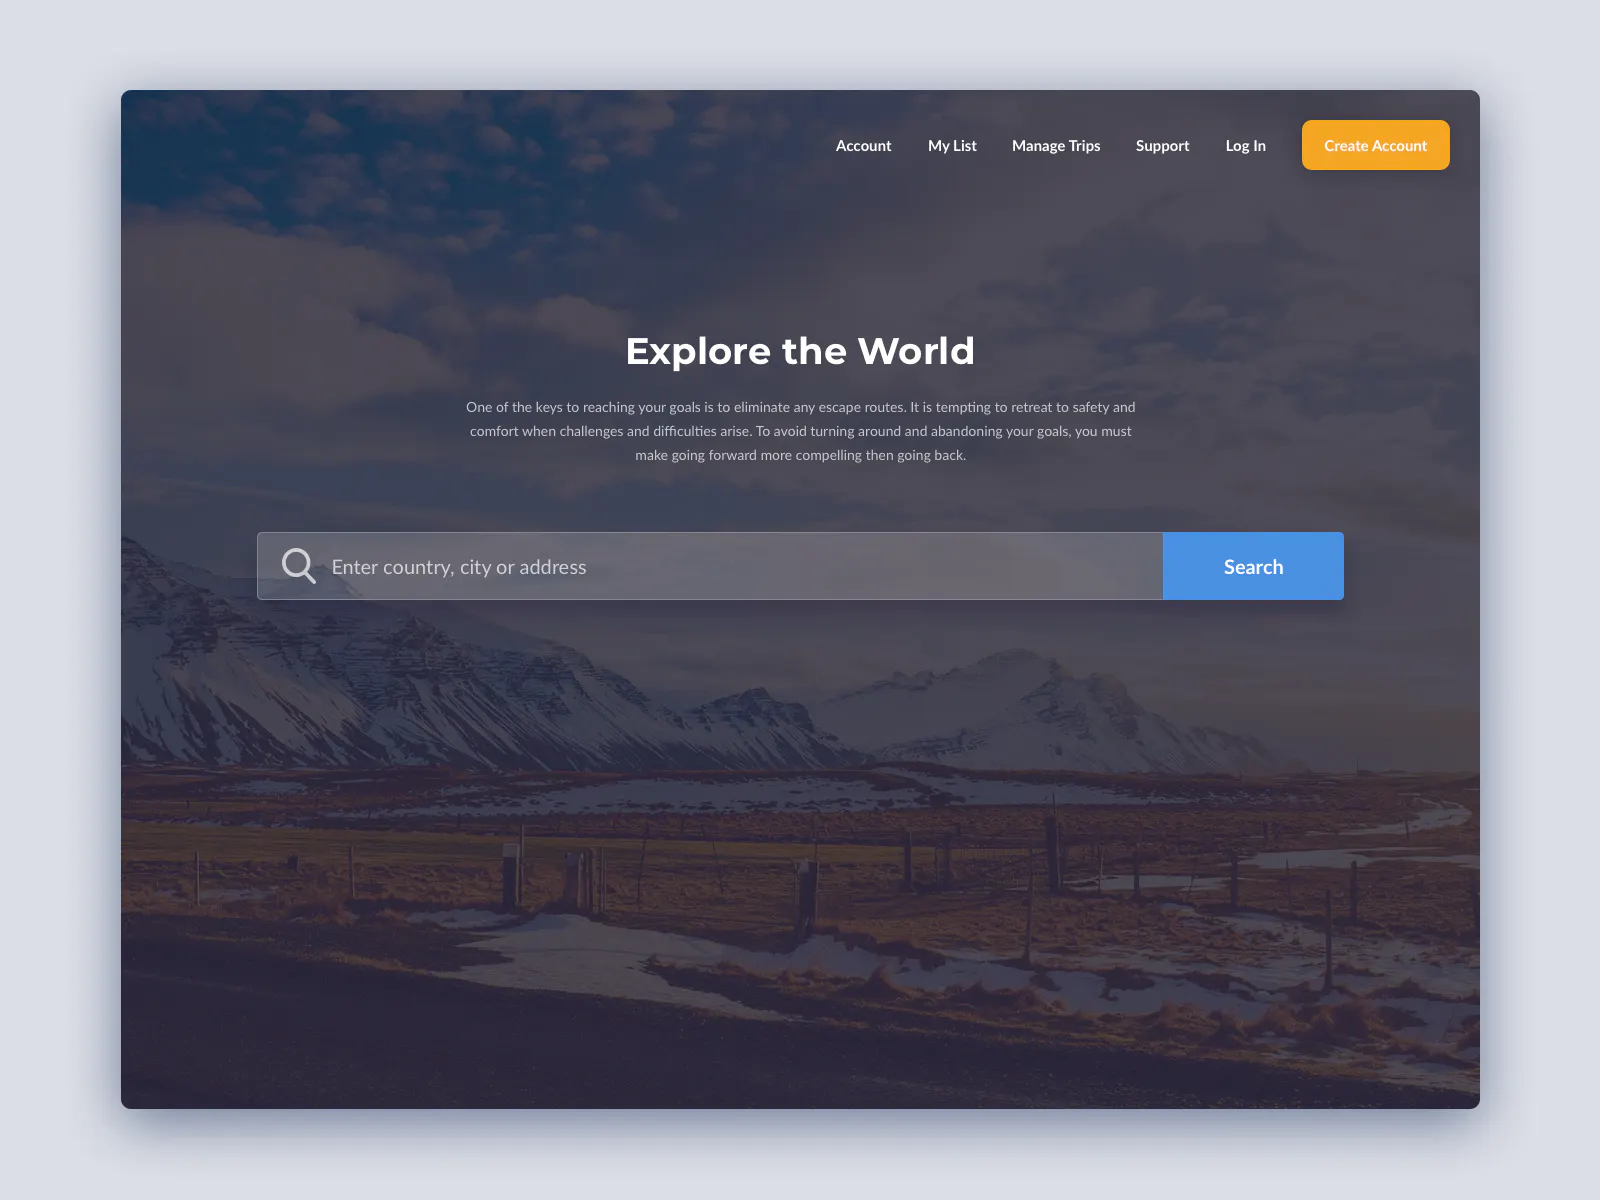 Account My List Manage Trips Support Log In Create Account
Explore the World
One of the keys to reaching your goals is to eliminate any escape routes. It is tempting to retreat to safety and
comfort when challenges and difficulties arise. To avoid turning around and abandoning your goals, you must
make going forward more compelling then going back.
Enter country, city or address Search